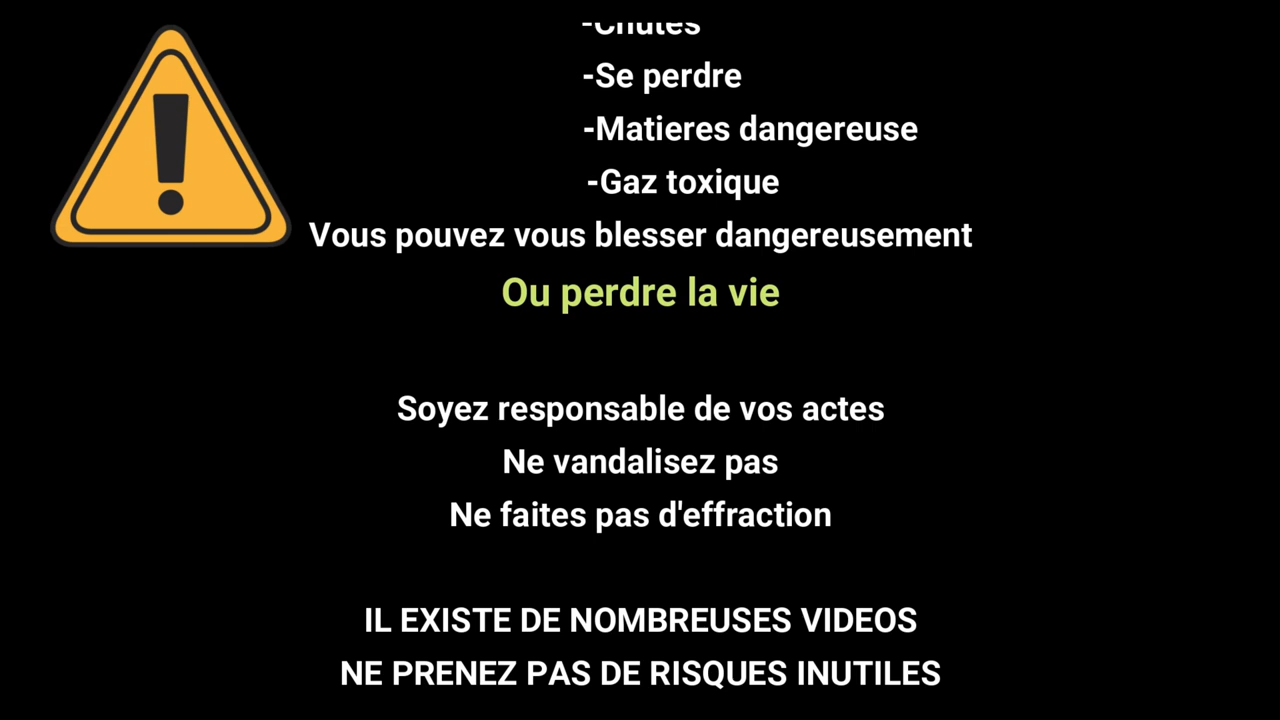 -Chutes
-Se perdre
-Matieres dangereuse
-Gaz toxique
Vous pouvez vous blesser dangereusement
Ou perdre la vie
Soyez responsable de vos actes
Ne vandalisez pas
Ne faites pas d'effraction
IL EXISTE DE NOMBREUSES VIDEOS
NE PRENEZ PAS DE RISQUES INUTILES